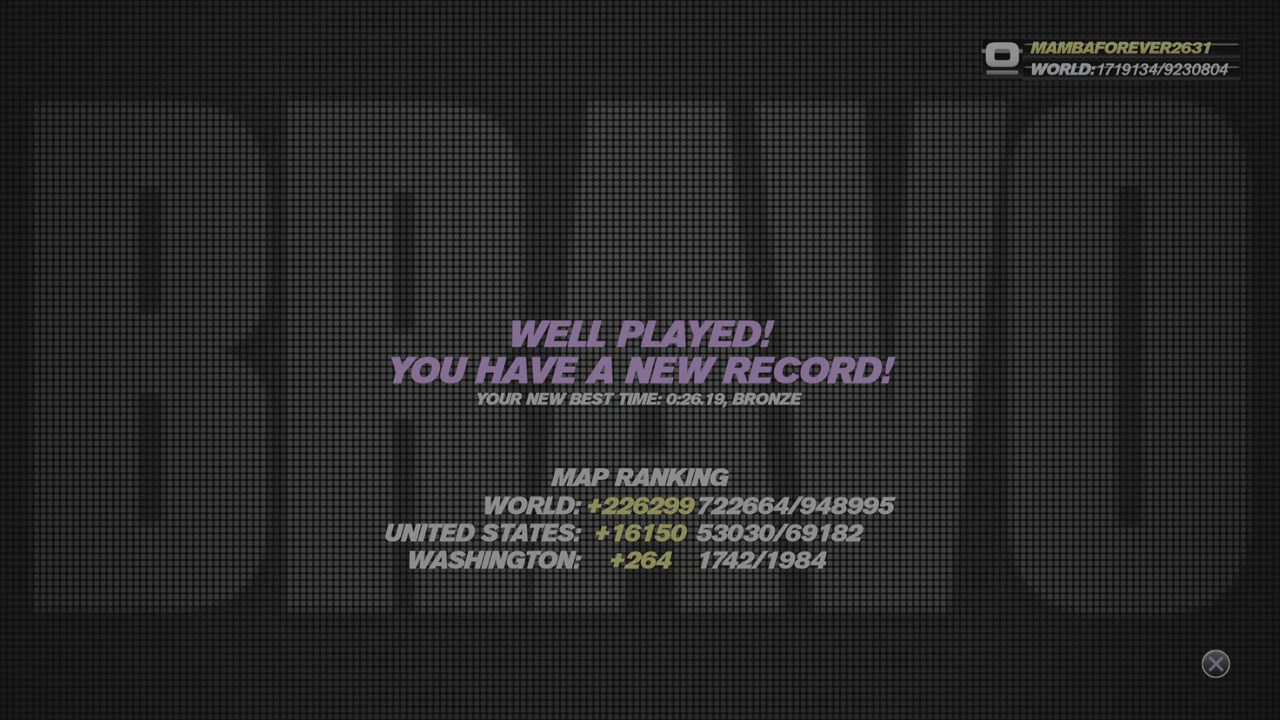 MAMBAFOREVER2631
WORLD: 1719134/9230804
BRAVO
WELL PLAYED!
YOU HAVE A NEW RECORD!
YOUR NEW BEST TIME: 0:26.19, BRONZE
MAP RANKING
WORLD: +226299 722664/948995
UNITED STATES: +16150 53030/69182
WASHINGTON: +264 1742/1984